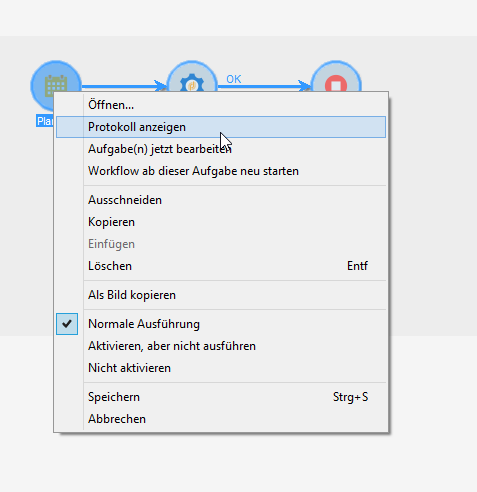 OK
Öffnen...
Protokoll anzeigen
Aufgabe(n) jetzt bearbeiten
Workflow ab dieser Aufgabe neu starten
Ausschneiden
Kopieren
Einfügen
Löschen Entf
Als Bild kopieren
Normale Ausführung
Aktivieren, aber nicht ausführen
Nicht aktivieren
Speichern Strg+S
Abbrechen